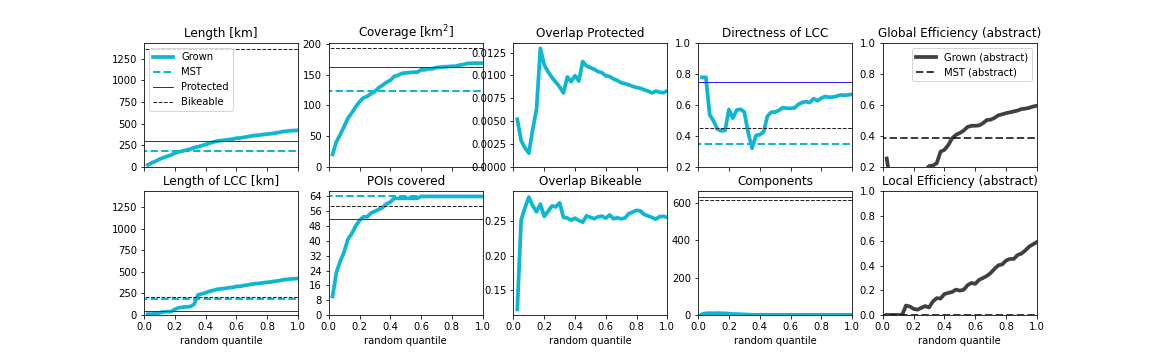 Length [km]
1250
1000
750
500
250
0
Grown
MST
Protected
Bikeable
Coverage [km²]
200
150
100
50
0
Overlap Protected
0.0125
0.0100
0.0075
0.0050
0.0025
0.0000
Directness of LCC
1.0
0.8
0.6
0.4
0.2
Global Efficiency (abstract)
1.0
0.8
0.6
0.4
0.2
Grown (abstract)
MST (abstract)
Length of LCC [km]
1250
1000
750
500
250
0
0.0 0.2 0.4 0.6 0.8 1.0
random quantile
POIs covered
64
56
48
40
32
24
16
8
0
0.0 0.2 0.4 0.6 0.8 1.0
random quantile
Overlap Bikeable
0.25
0.20
0.15
0.0 0.2 0.4 0.6 0.8 1.0
random quantile
Components
600
400
200
0
0.0 0.2 0.4 0.6 0.8 1.0
random quantile
Local Efficiency (abstract)
1.0
0.8
0.6
0.4
0.2
0.0
0.0 0.2 0.4 0.6 0.8 1.0
random quantile